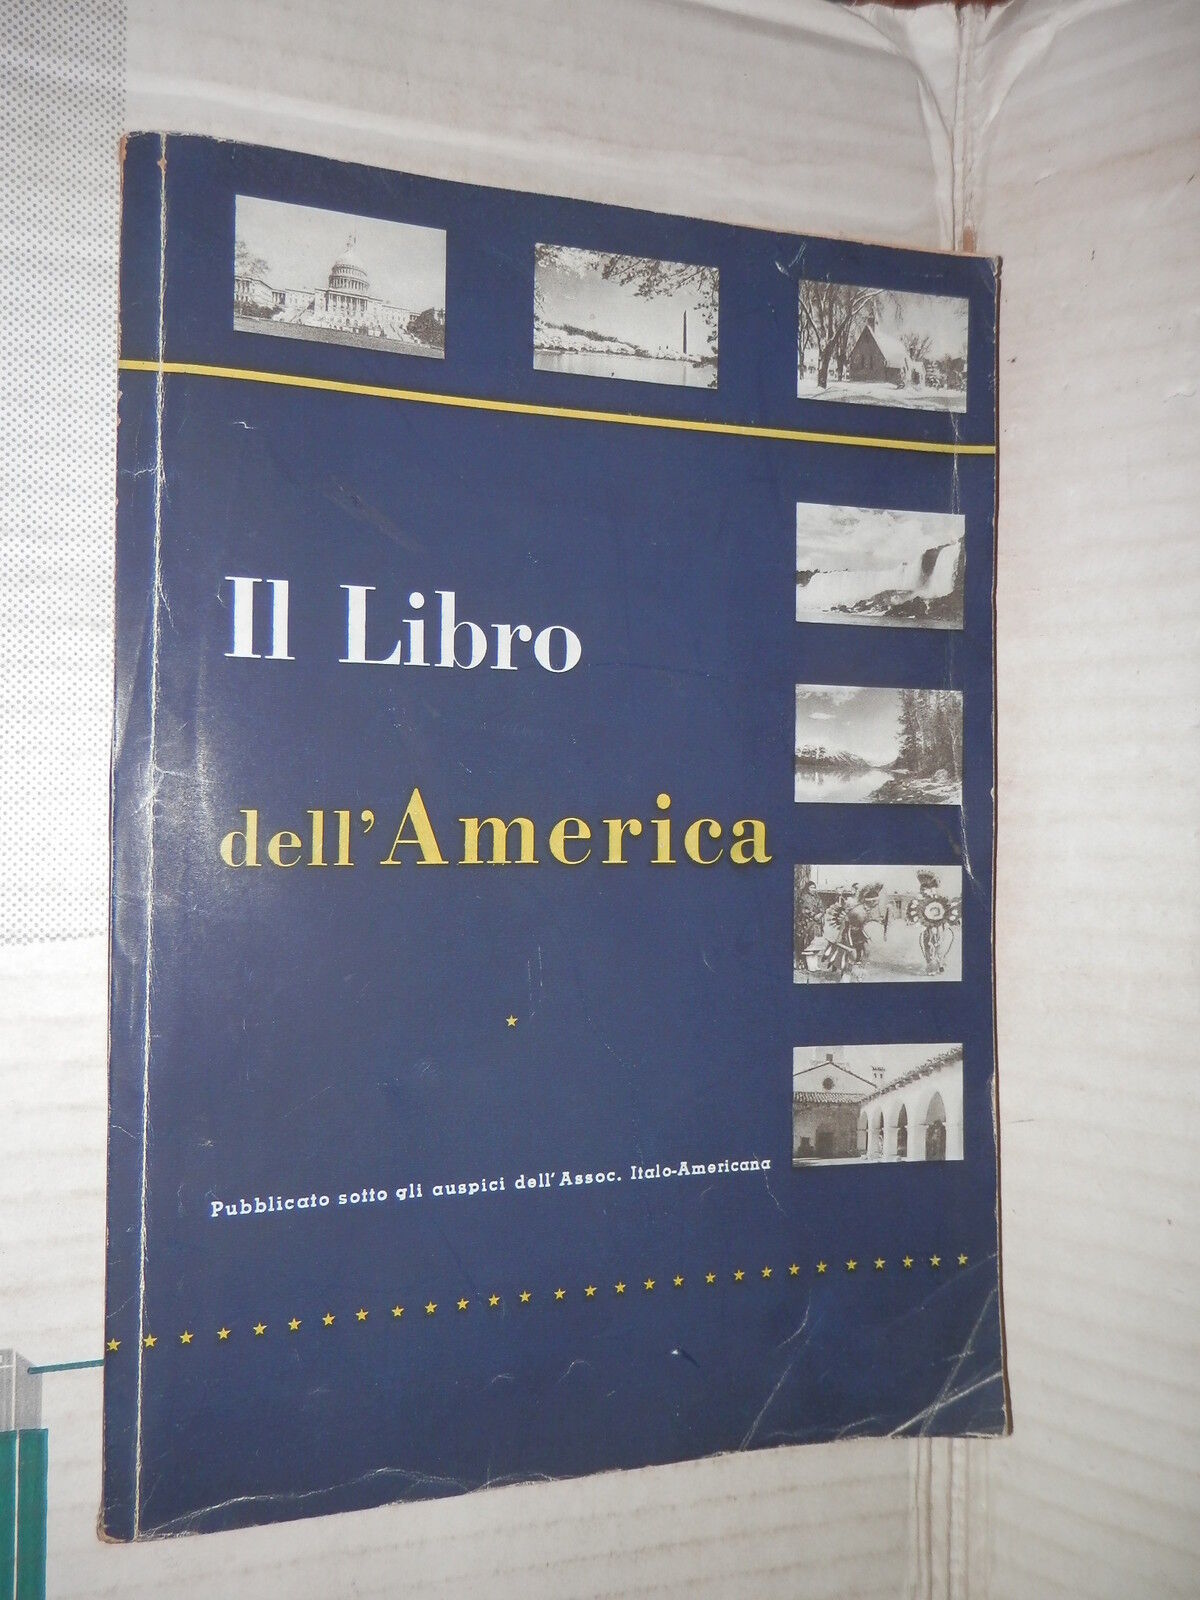 Il Libro
dell'America
Pubblicato sotto gli auspici dell'Assoc. Italo-Americana